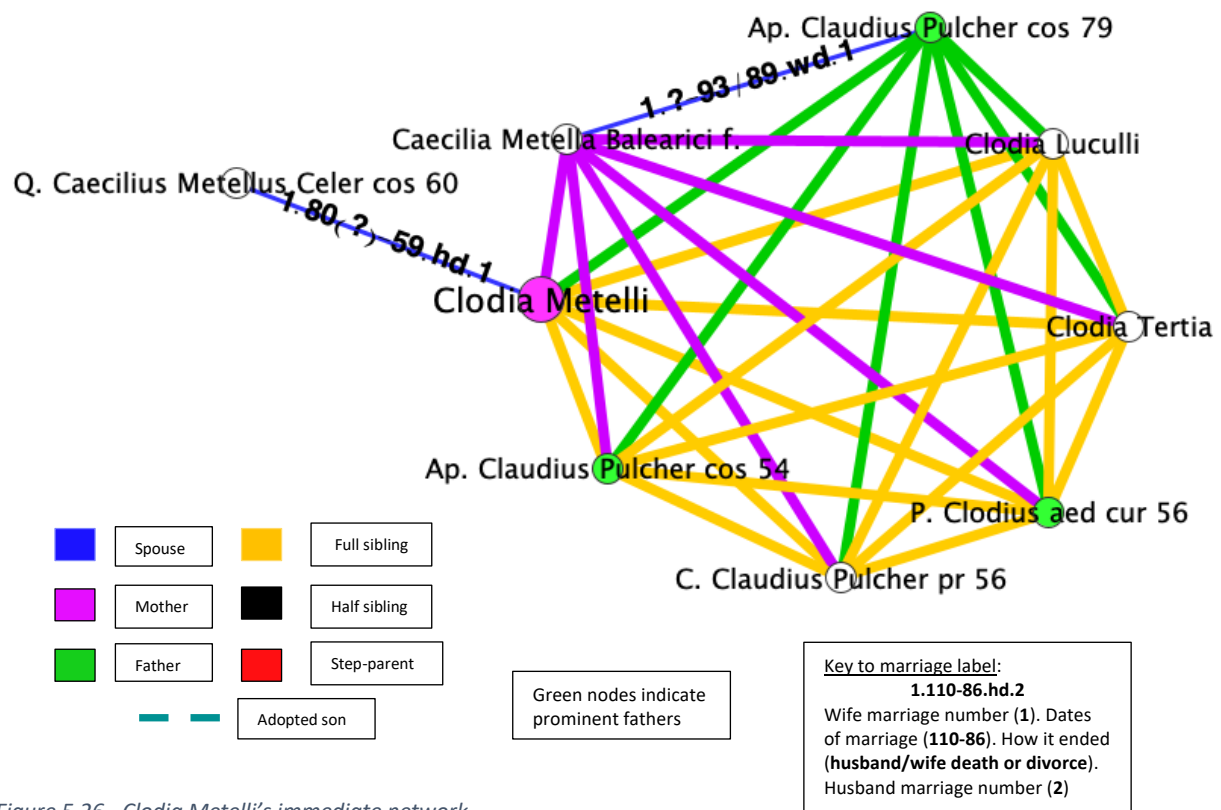 Ap. Claudius Pulcher cos 79
1.?-93/89.wd.1
Caecilia Metella Balearici f.
Clodia Luculli
Q. Caecilius Metellus Celer cos 60
1.80(?)-59.hd.1
Clodia Metelli
Clodia Tertia
Ap. Claudius Pulcher cos 54
P. Clodius aed cur 56
C. Claudius Pulcher pr 56
Spouse
Full sibling
Mother
Half sibling
Father
Step-parent
Adopted son
Green nodes indicate
prominent fathers
Key to marriage label:
1.110-86.hd.2
Wife marriage number (1). Dates
of marriage (110-86). How it ended
(husband/wife death or divorce).
Husband marriage number (2)
Figure 5.26 Clodia Metelli's immediate network